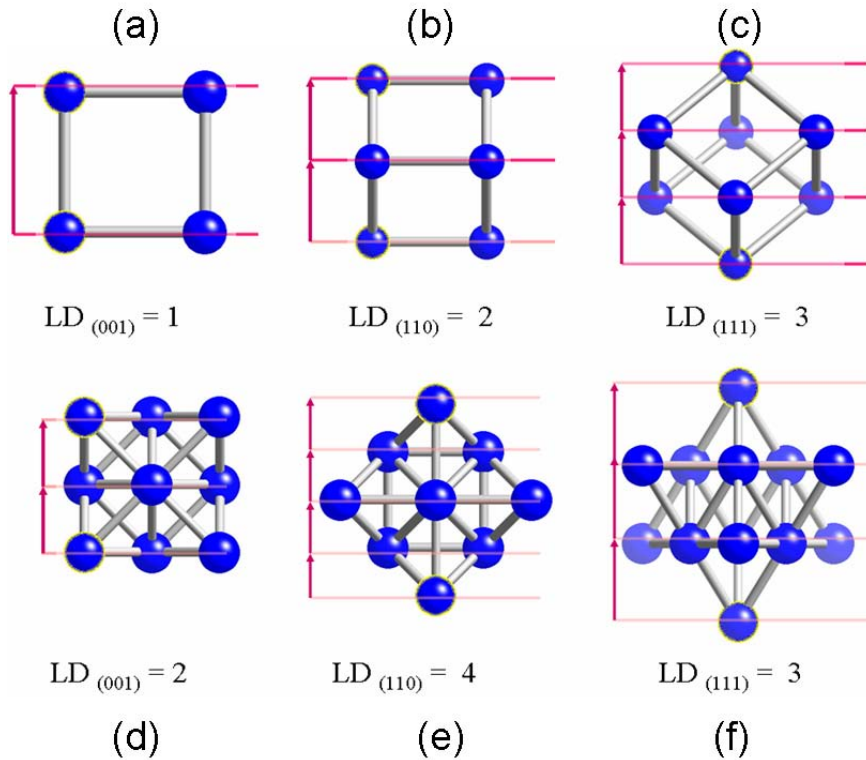 (a) (b) (c)
LD (001) = 1 LD (110) = 2 LD (111) = 3
LD (001) = 2 LD (110) = 4 LD (111) = 3
(d) (e) (f)